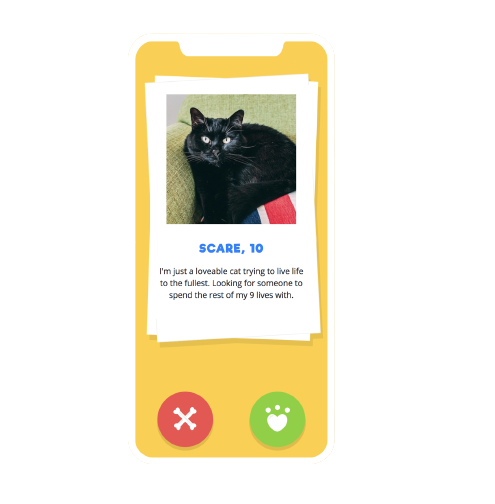 SCARE, 10
I'm just a loveable cat trying to live life
to the fullest. Looking for someone to
spend the rest of my 9 lives with.